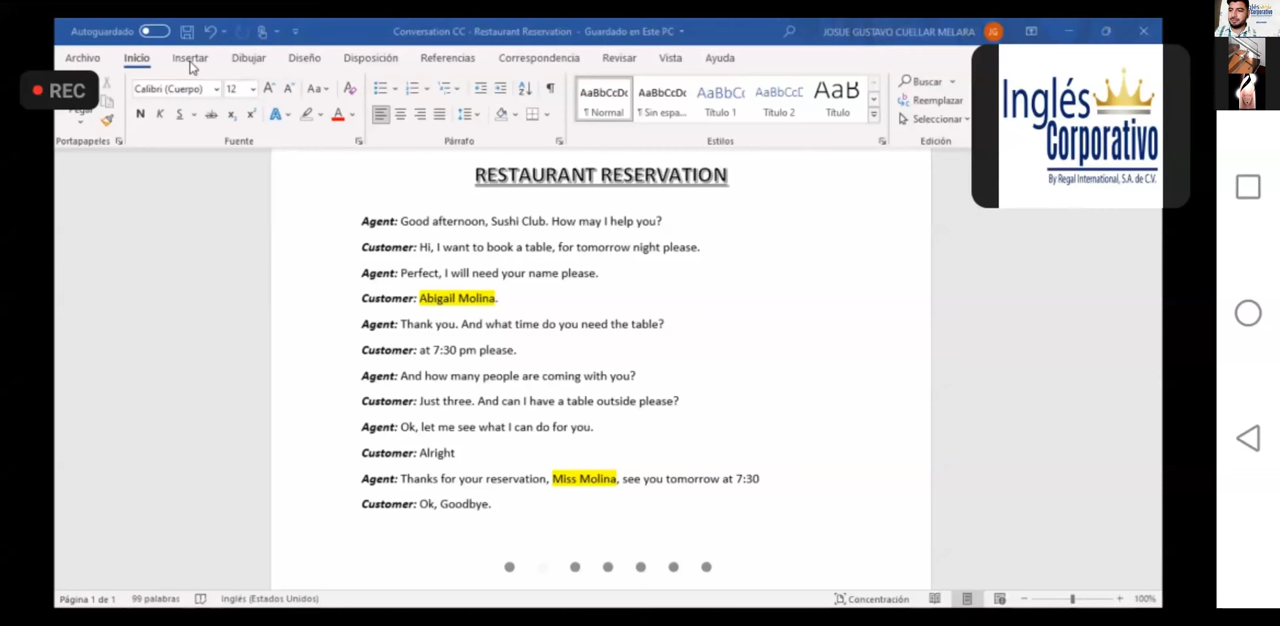 Autoguardado
Conversation CC - Restaurant Reservation - Guardado en Este PC
JOSUE GUSTAVO CUELLAR MELARA JG
Archivo Inicio Insertar Dibujar Diseño Disposición Referencias Correspondencia Revisar Vista Ayuda
REC
Calibri (Cuerpo) 12 A A Aa
N K S ab x₂ x² A A
AaBbCcDc AaBbCcDc AaBbC AaBbCcD AaB
¶ Normal ¶ Sin espa... Título 1 Título 2 Título
Buscar
Reemplazar
Seleccionar
Portapapeles Fuente Párrafo Estilos Edición
Inglés
Corporativo
By Regal International, S.A. de C.V.
RESTAURANT RESERVATION
Agent: Good afternoon, Sushi Club. How may I help you?
Customer: Hi, I want to book a table, for tomorrow night please.
Agent: Perfect, I will need your name please.
Customer: Abigail Molina.
Agent: Thank you. And what time do you need the table?
Customer: at 7:30 pm please.
Agent: And how many people are coming with you?
Customer: Just three. And can I have a table outside please?
Agent: Ok, let me see what I can do for you.
Customer: Alright
Agent: Thanks for your reservation, Miss Molina, see you tomorrow at 7:30
Customer: Ok, Goodbye.
Página 1 de 1 99 palabras Inglés (Estados Unidos) Concentración 100%